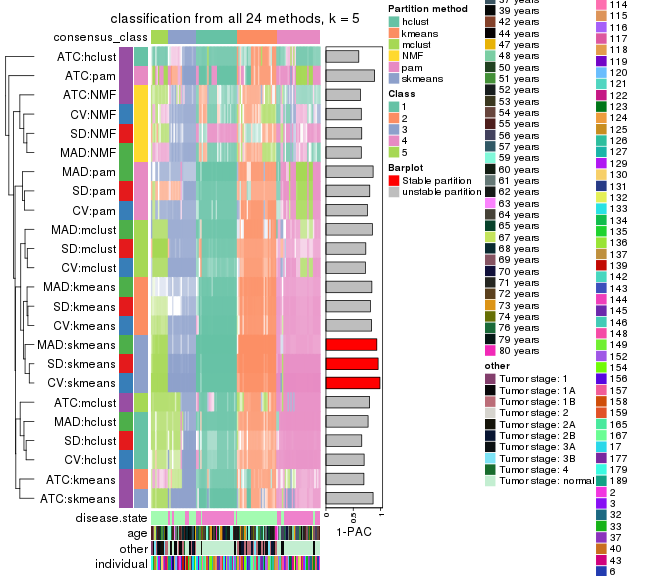 classification from all 24 methods, k = 5
consensus_class
ATC:hclust
ATC:pam
ATC:NMF
CV:NMF
SD:NMF
MAD:NMF
MAD:pam
SD:pam
CV:pam
MAD:mclust
SD:mclust
CV:mclust
MAD:kmeans
SD:kmeans
CV:kmeans
MAD:skmeans
SD:skmeans
CV:skmeans
ATC:mclust
MAD:hclust
SD:hclust
CV:hclust
ATC:kmeans
ATC:skmeans
disease.state
age
other
individual
0
0.5
1
1-PAC
Partition method
hclust
kmeans
mclust
NMF
pam
skmeans
Class
1
2
3
4
5
Barplot
Stable partition
unstable partition
39 years
42 years
44 years
47 years
48 years
50 years
51 years
52 years
53 years
54 years
55 years
56 years
57 years
59 years
60 years
61 years
62 years
63 years
64 years
65 years
67 years
68 years
69 years
70 years
71 years
72 years
73 years
74 years
76 years
79 years
80 years
other
Tumor stage: 1
Tumor stage: 1A
Tumor stage: 1B
Tumor stage: 2
Tumor stage: 2A
Tumor stage: 2B
Tumor stage: 3A
Tumor stage: 3B
Tumor stage: 4
Tumor stage: normal
114
115
116
117
118
119
120
121
122
123
124
125
126
127
129
130
131
132
133
134
135
136
137
139
142
143
144
145
146
148
149
152
154
156
157
158
159
165
167
17
177
179
189
2
3
32
33
37
40
43
6